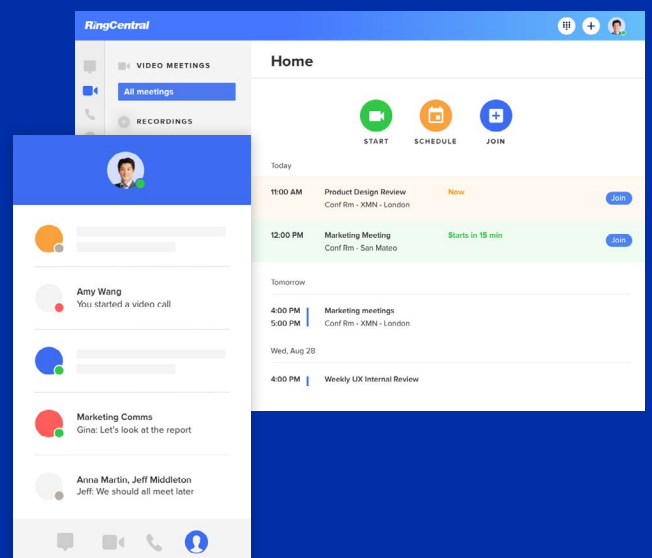 RingCentral
VIDEO MEETINGS
All meetings
RECORDINGS
Home
START
SCHEDULE
JOIN
Today
11:00 AM Product Design Review Now Join
Conf Rm - XMN - London
12:00 PM Marketing Meeting Starts in 15 min Join
Conf Rm - San Mateo
Tomorrow
4:00 PM Marketing meetings
5:00 PM Conf Rm - XMN - London
Wed, Aug 28
4:00 PM Weekly UX Internal Review
Amy Wang
You started a video call
Marketing Comms
Gina: Let's look at the report
Anna Martin, Jeff Middleton
Jeff: We should all meet later